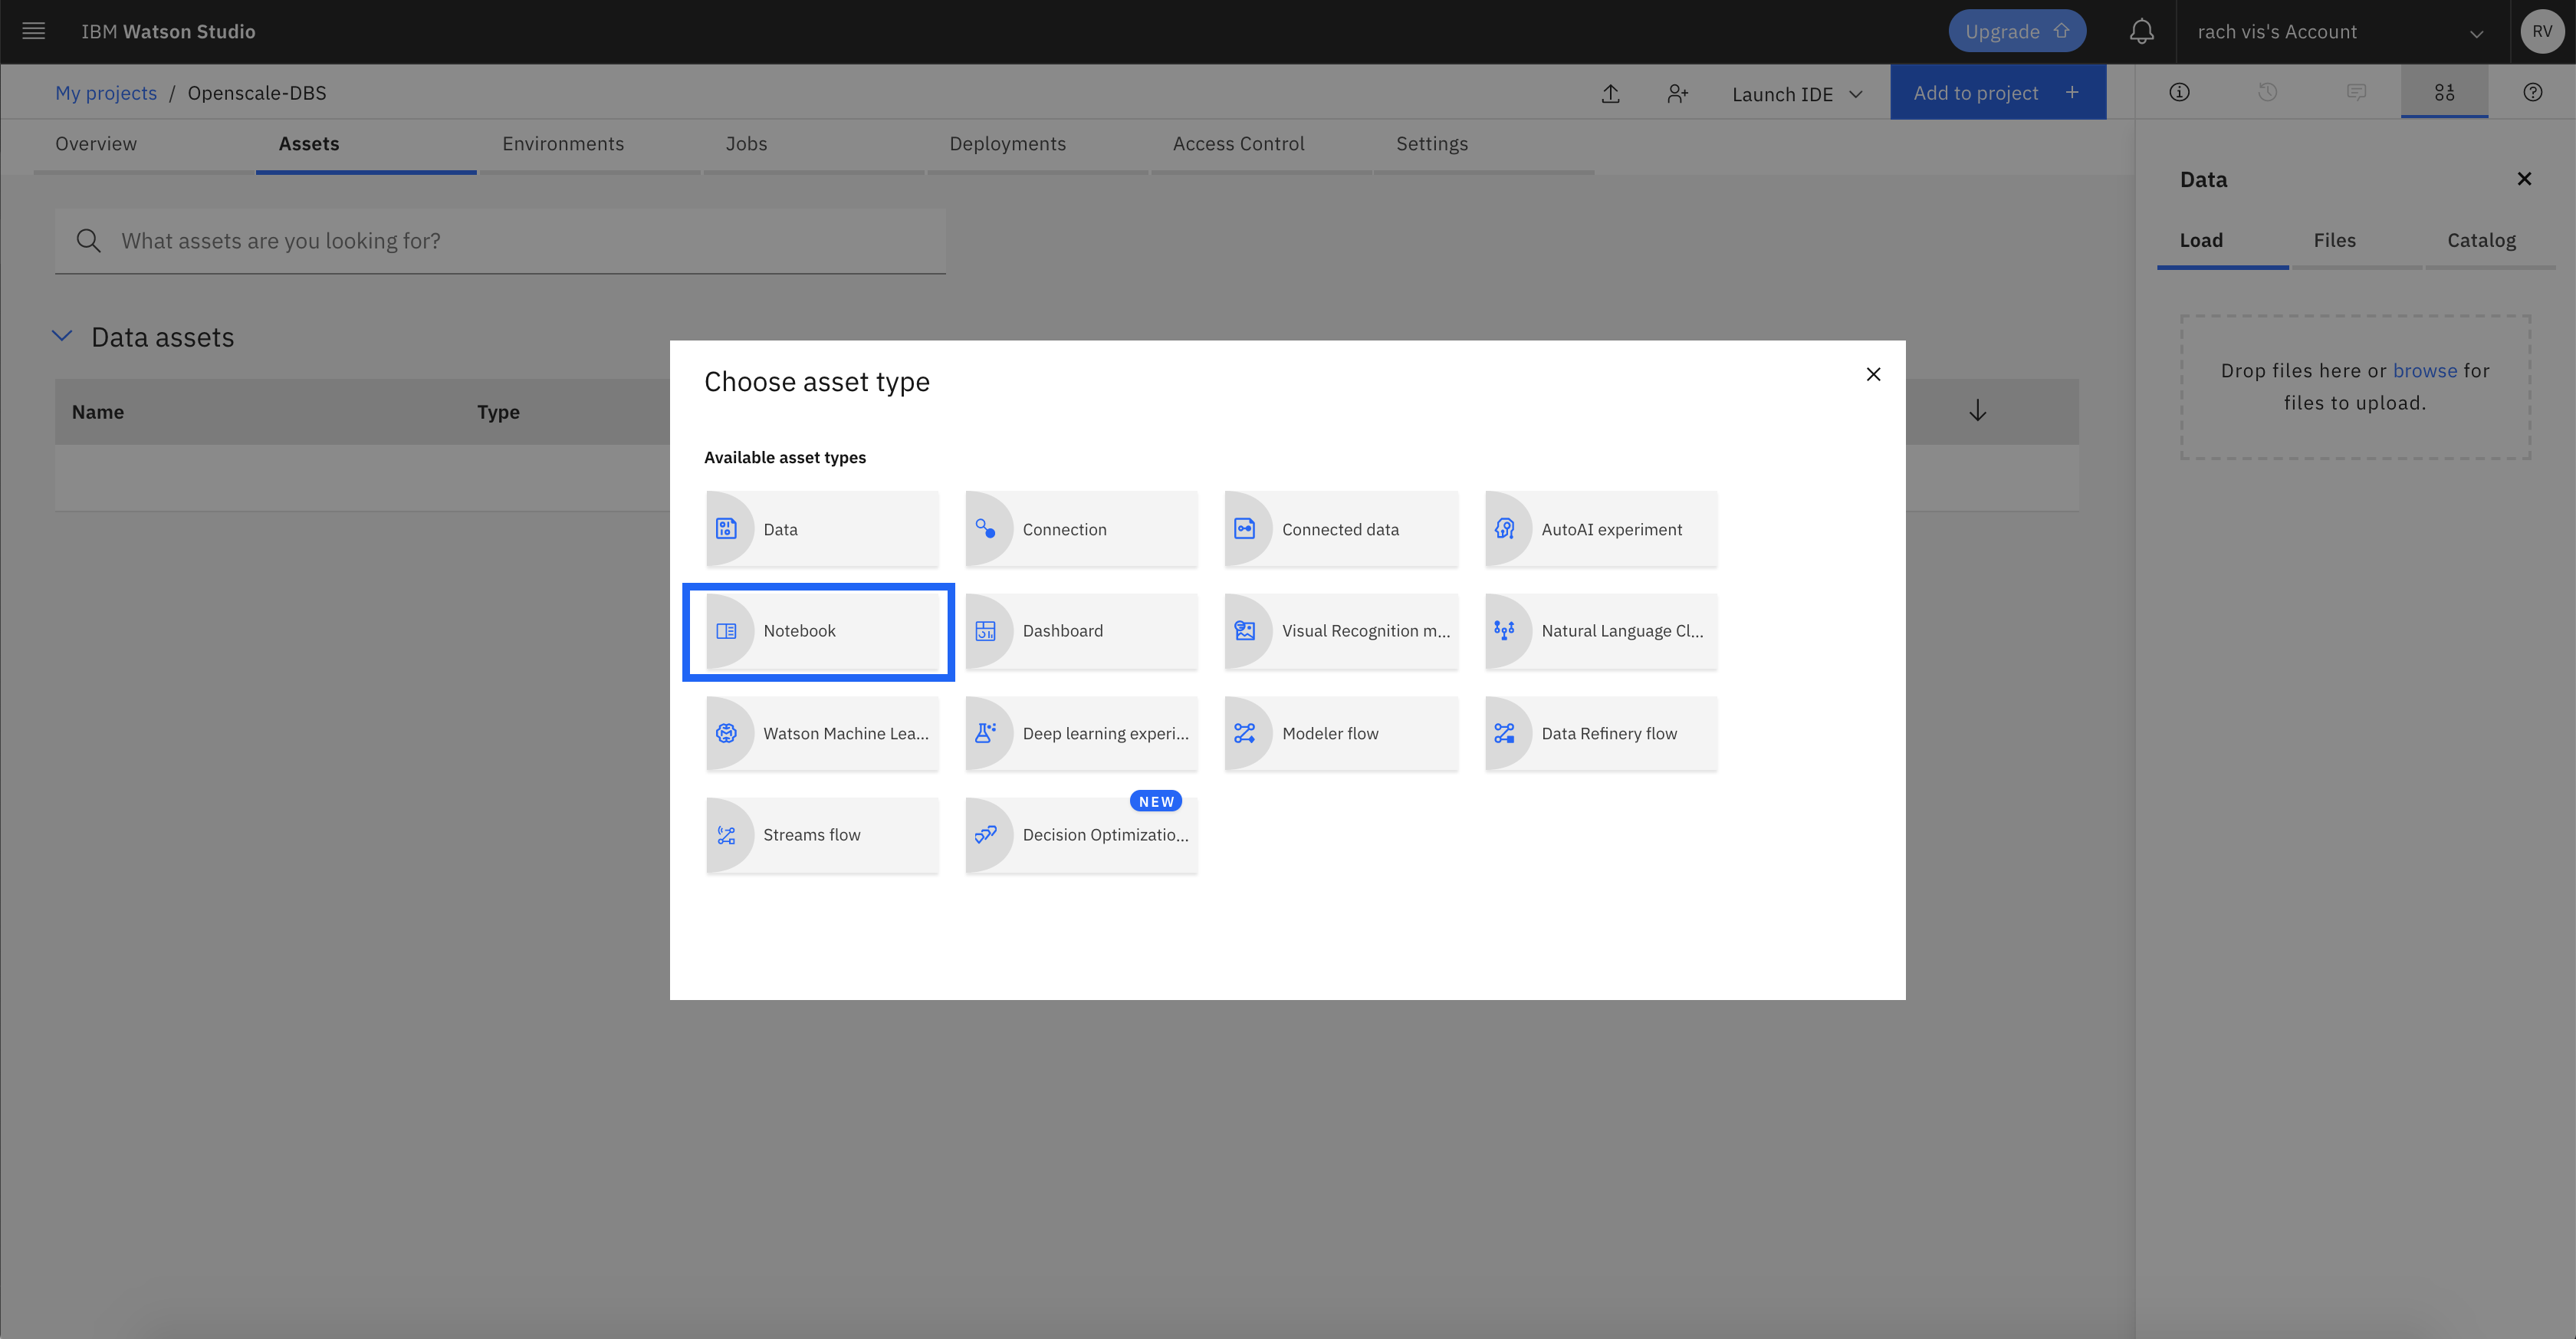 IBM Watson Studio
Upgrade
rach vis's Account
RV
My projects / Openscale-DBS
Launch IDE
Add to project +
Overview
Assets
Environments
Jobs
Deployments
Access Control
Settings
What assets are you looking for?
Data assets
Name
Type
Choose asset type
Available asset types
Data
Connection
Connected data
AutoAI experiment
Notebook
Dashboard
Visual Recognition m...
Natural Language Cl...
Watson Machine Lea...
Deep learning experi...
Modeler flow
Data Refinery flow
Streams flow
NEW
Decision Optimizatio...
Data
Load
Files
Catalog
Drop files here or browse for
files to upload.